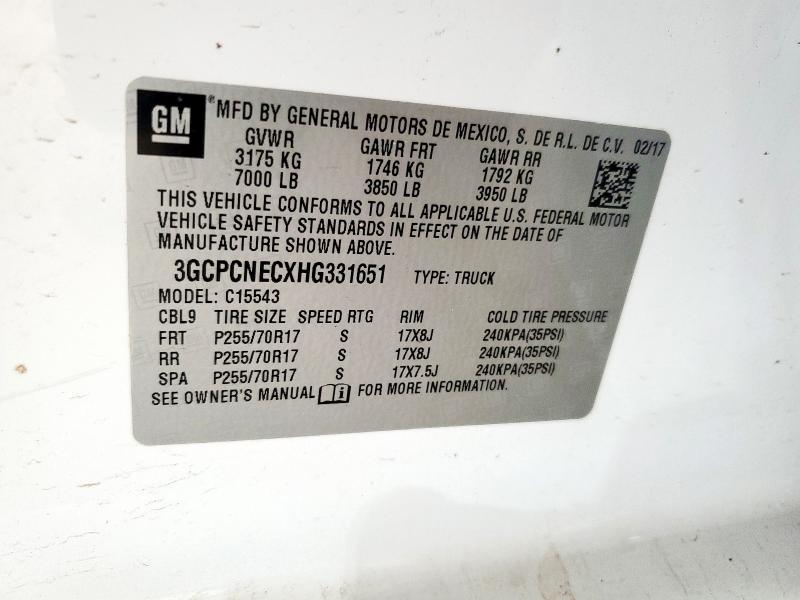 GM ® MFD BY GENERAL MOTORS DE MEXICO, S. DE R.L. DE C.V. 02/17
GVWR GAWR FRT GAWR RR
3175 KG 1746 KG 1792 KG
7000 LB 3850 LB 3950 LB
THIS VEHICLE CONFORMS TO ALL APPLICABLE U.S. FEDERAL MOTOR
VEHICLE SAFETY STANDARDS IN EFFECT ON THE DATE OF
MANUFACTURE SHOWN ABOVE.
3GCPCNECXHG331651 TYPE: TRUCK
MODEL: C15543
CBL9 TIRE SIZE SPEED RTG RIM COLD TIRE PRESSURE
FRT P255/70R17 S 17X8J 240KPA(35PSI)
RR P255/70R17 S 17X8J 240KPA(35PSI)
SPA P255/70R17 S 17X7.5J 240KPA(35PSI)
SEE OWNER'S MANUAL i FOR MORE INFORMATION.